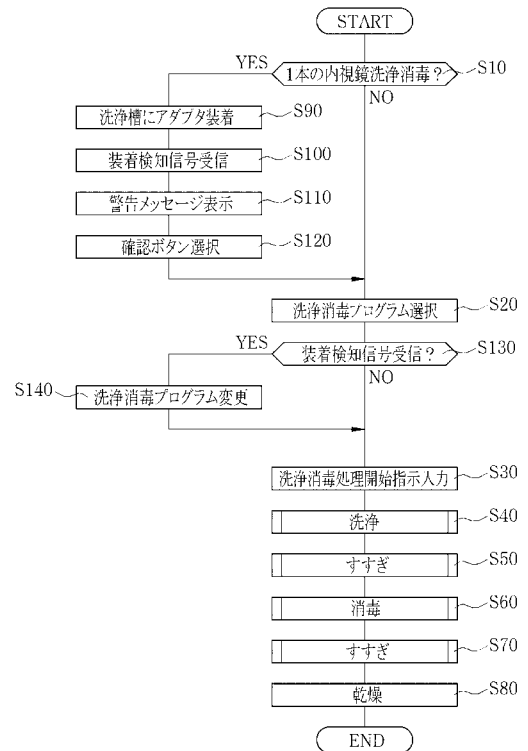 START
1本の内視鏡洗浄消毒？
S10
YES
NO
洗浄槽にアダプタ装着
S90
装着検知信号受信
S100
警告メッセージ表示
S110
確認ボタン選択
S120
洗浄消毒プログラム選択
S20
装着検知信号受信？
S130
YES
NO
S140
洗浄消毒プログラム変更
洗浄消毒処理開始指示入力
S30
洗浄
S40
すすぎ
S50
消毒
S60
すすぎ
S70
乾燥
S80
END